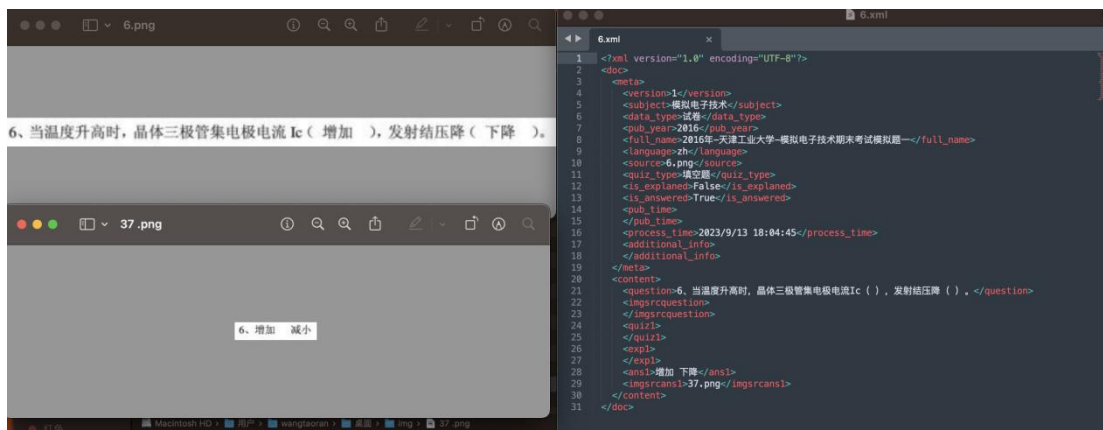 6.png
6、当温度升高时，晶体三极管集电极电流 Ic（ 增加 ），发射结压降（ 下降 ）。
37.png
6、增加 减小
Macintosh HD › 用户 › wangtaoran › 桌面 › img › 37.png
6.xml
6.xml ×
1 <?xml version="1.0" encoding="UTF-8"?>
2 <doc>
3 <meta>
4 <version>1</version>
5 <subject>模拟电子技术</subject>
6 <data_type>试卷</data_type>
7 <pub_year>2016</pub_year>
8 <full_name>2016年-天津工业大学-模拟电子技术期末考试模拟题一</full_name>
9 <language>zh</language>
10 <source>6.png</source>
11 <quiz_type>填空题</quiz_type>
12 <is_explaned>False</is_explaned>
13 <is_answered>True</is_answered>
14 <pub_time>
15 </pub_time>
16 <process_time>2023/9/13 18:04:45</process_time>
17 <additional_info>
18 </additional_info>
19 </meta>
20 <content>
21 <question>6、当温度升高时，晶体三极管集电极电流Ic ( ) ，发射结压降 ( ) 。</question>
22 <imgsrcquestion>
23 </imgsrcquestion>
24 <quiz1>
25 </quiz1>
26 <exp1>
27 </exp1>
28 <ans1>增加 下降</ans1>
29 <imgsrcans1>37.png</imgsrcans1>
30 </content>
31 </doc>